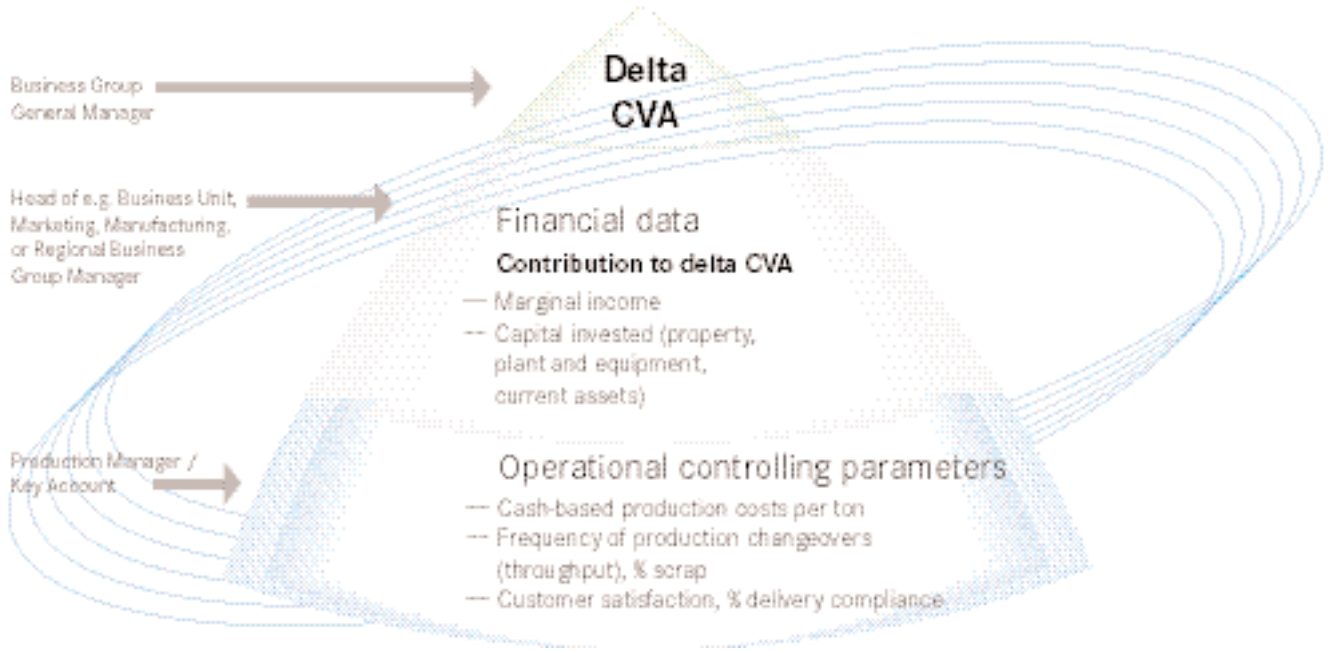 Delta
CVA
Business Group
General Manager
Head of e.g. Business Unit,
Marketing, Manufacturing,
or Regional Business
Group Manager
Financial data
Contribution to delta CVA
— Marginal income
— Capital invested (property,
plant and equipment,
current assets)
Production Manager /
Key Account
Operational controlling parameters
— Cash-based production costs per ton
— Frequency of production changeovers
(throughput), % scrap
— Customer satisfaction, % delivery compliance